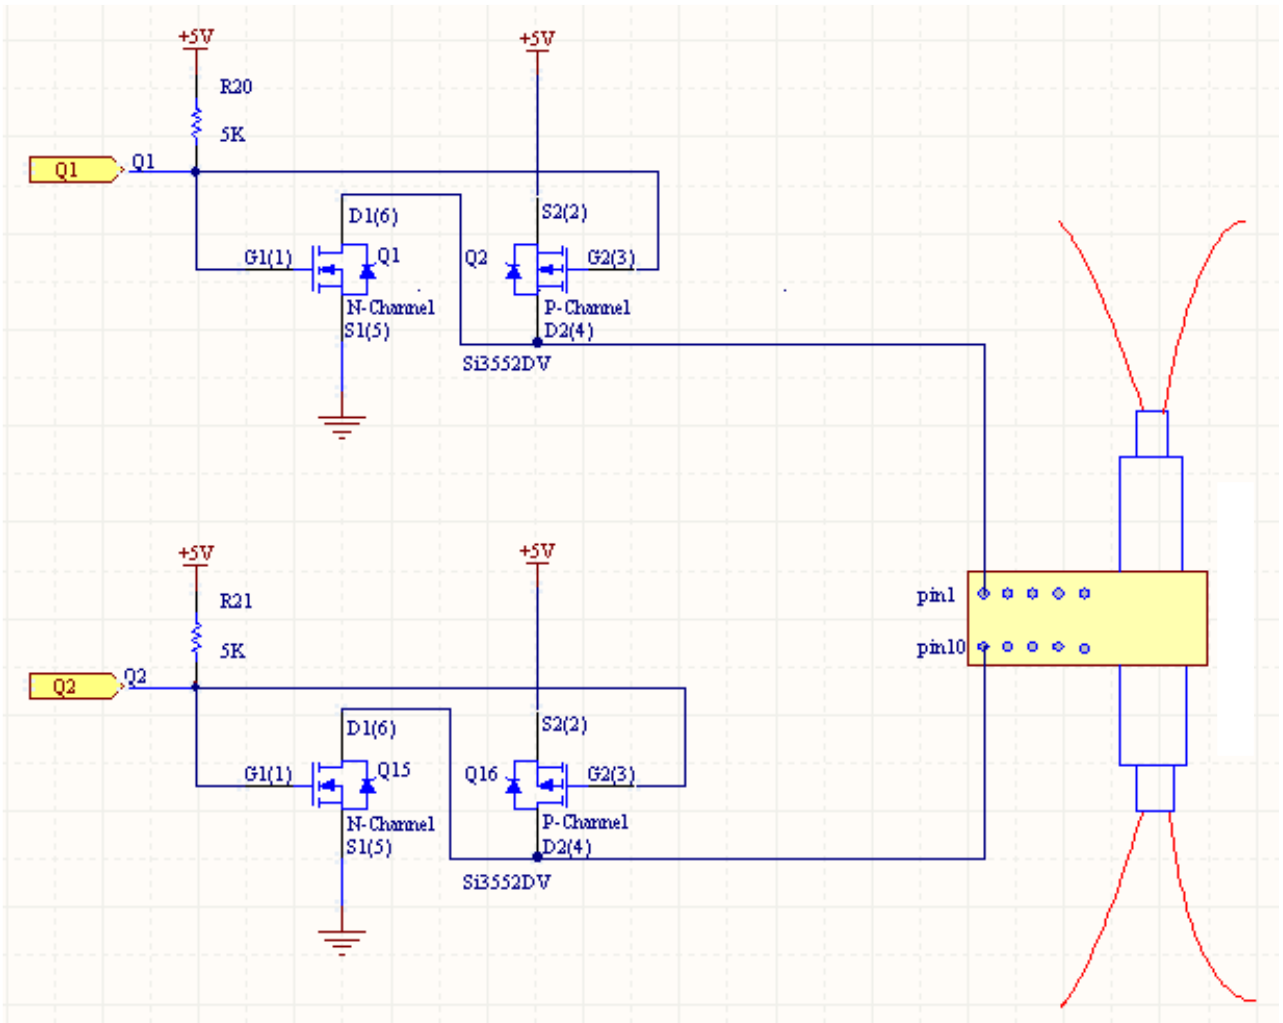 +5V
+5V
R20
5K
Q1
Q1
D1(6)
S2(2)
G1(1)
Q1
Q2
G2(3)
N-Channel
P-Channel
S1(5)
D2(4)
Si3552DV
+5V
+5V
R21
5K
pin1
pin10
Q2
Q2
D1(6)
S2(2)
G1(1)
Q15
Q16
G2(3)
N-Channel
P-Channel
S1(5)
D2(4)
Si3552DV